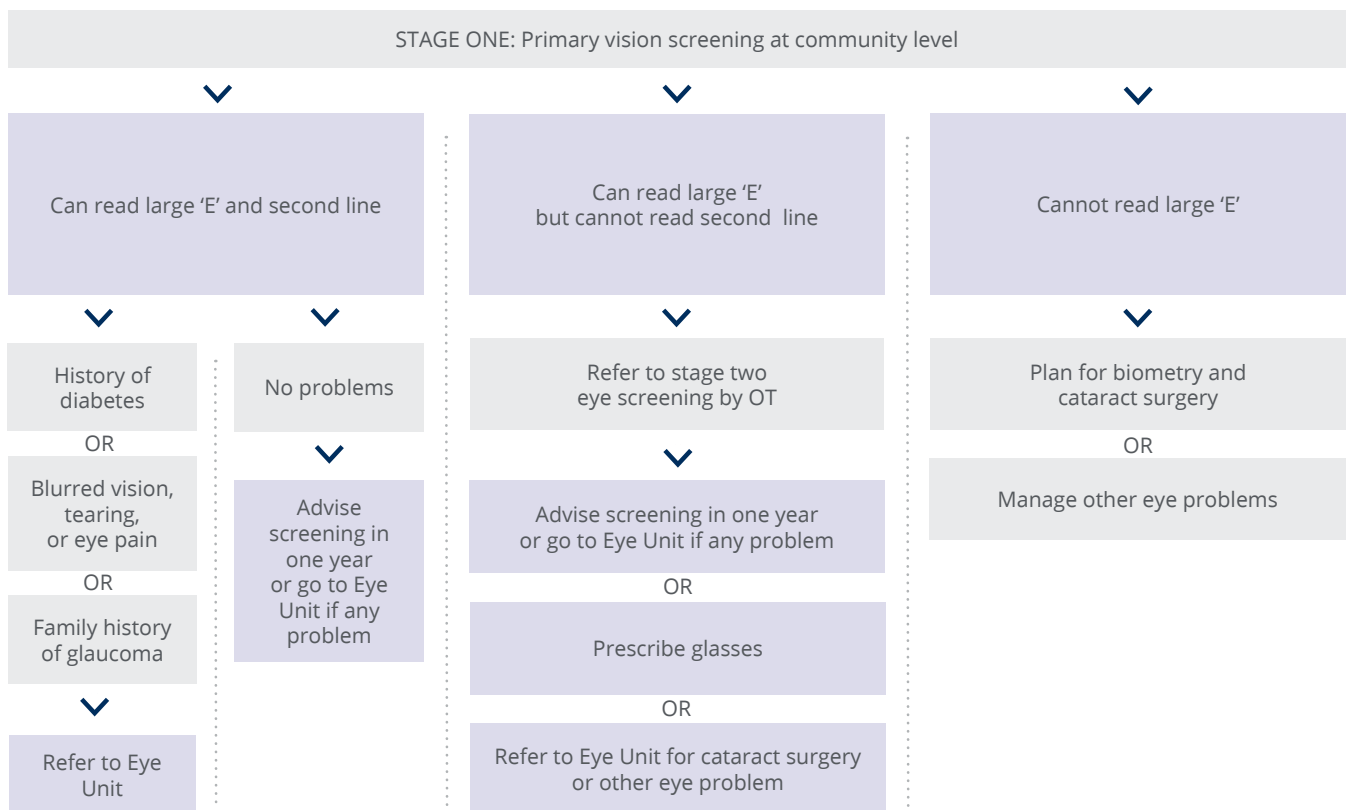 STAGE ONE: Primary vision screening at community level
Can read large ‘E’ and second line
History of
diabetes
OR
Blurred vision,
tearing,
or eye pain
OR
Family history
of glaucoma
Refer to Eye
Unit
No problems
Advise
screening in
one year
or go to Eye
Unit if any
problem
Can read large ‘E’
but cannot read second line
Refer to stage two
eye screening by OT
Advise screening in one year
or go to Eye Unit if any problem
OR
Prescribe glasses
OR
Refer to Eye Unit for cataract surgery
or other eye problem
Cannot read large ‘E’
Plan for biometry and
cataract surgery
OR
Manage other eye problems